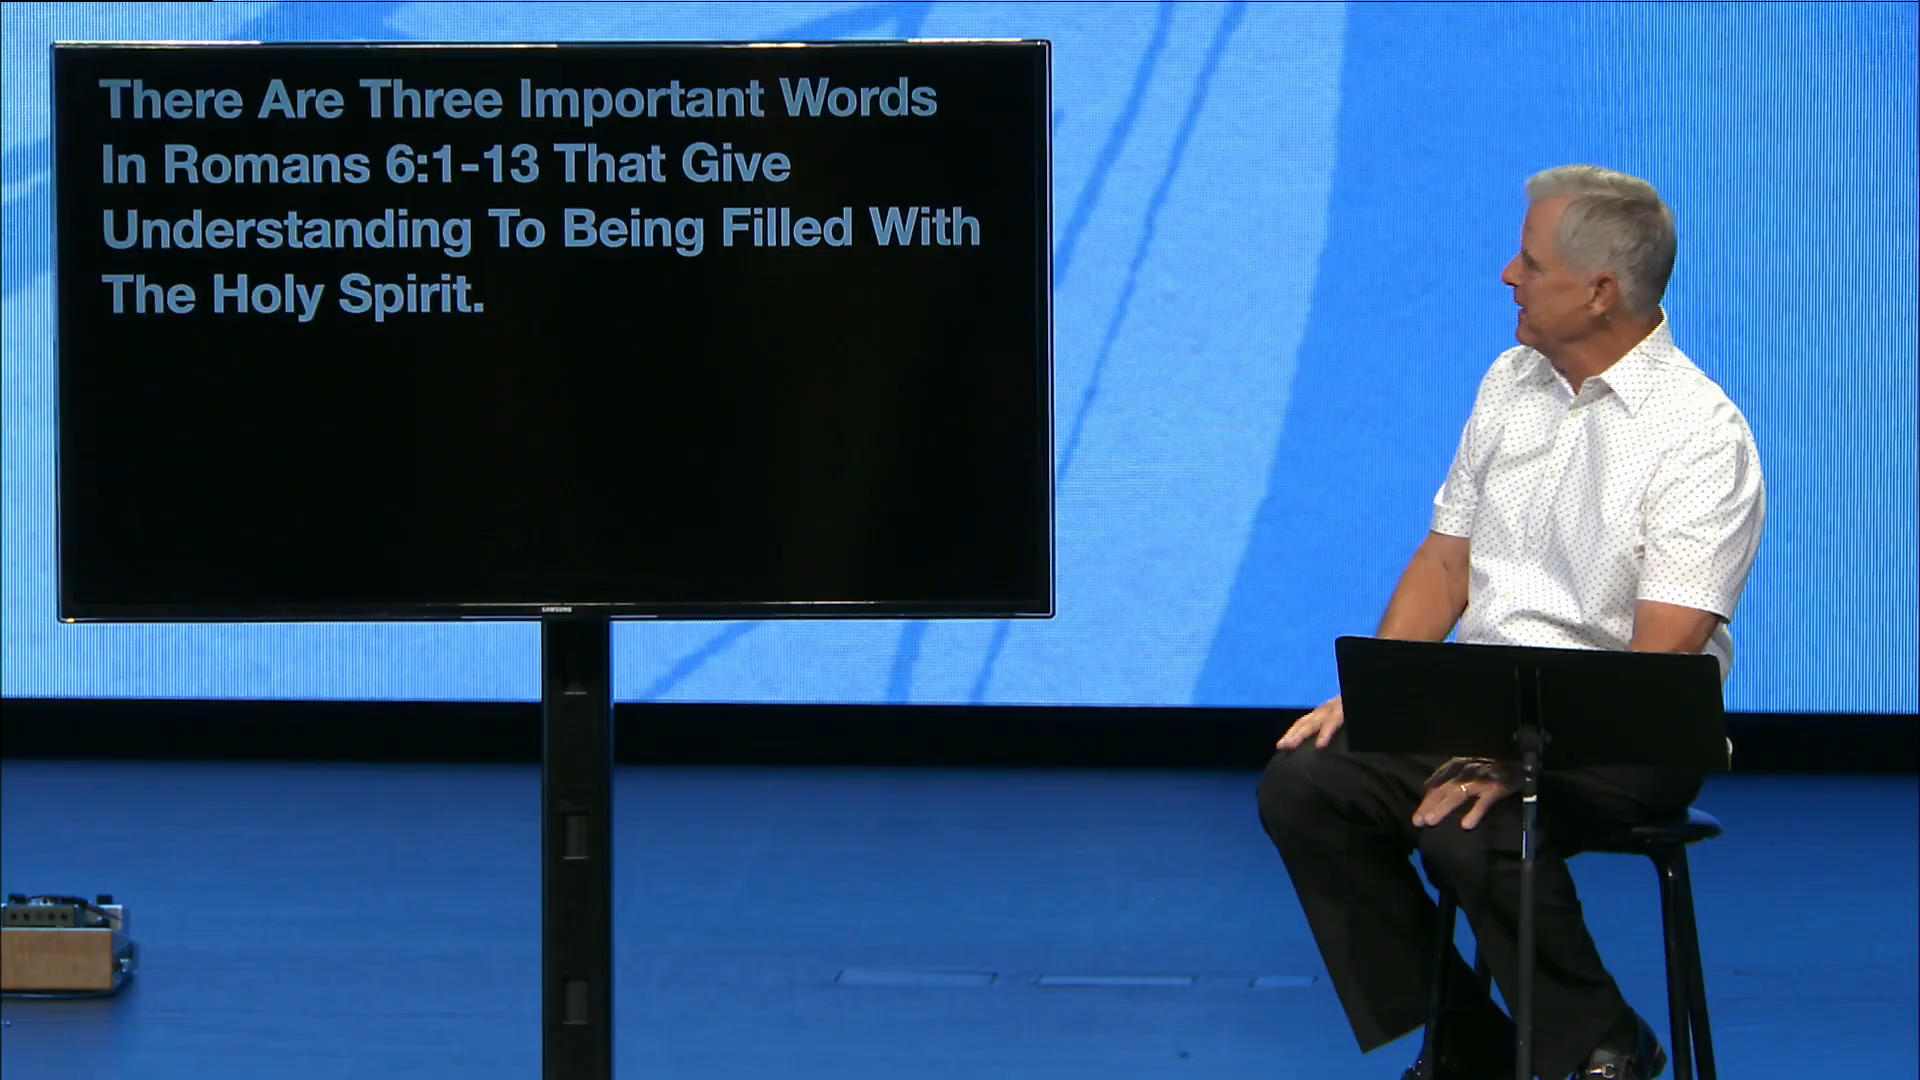 There Are Three Important Words
In Romans 6:1-13 That Give
Understanding To Being Filled With
The Holy Spirit.
SAMSUNG